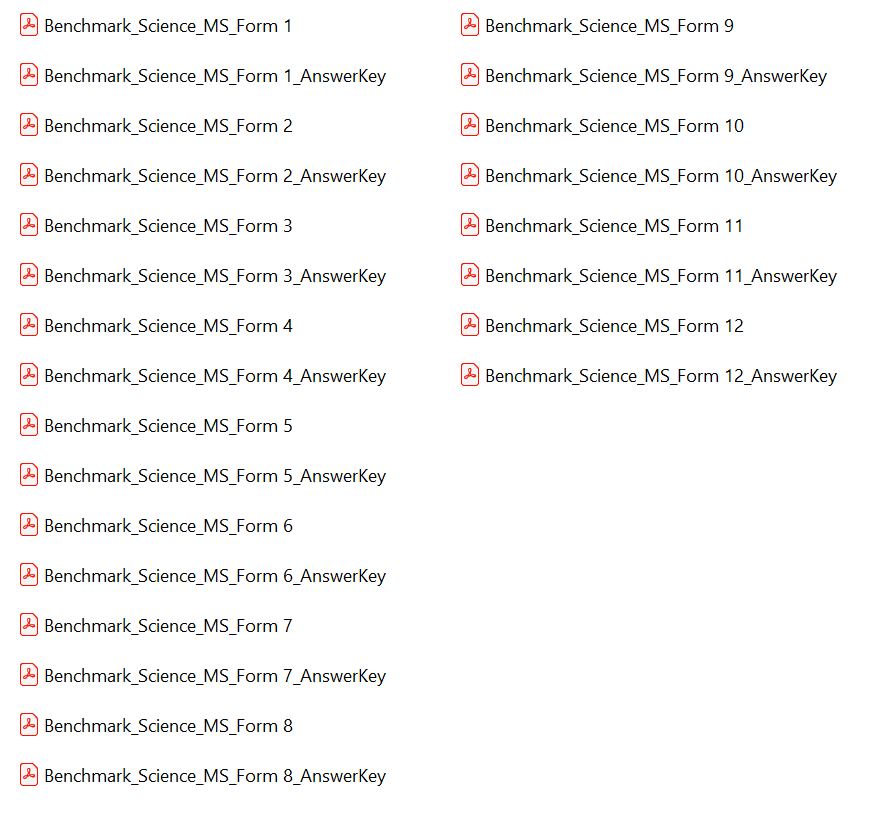 Benchmark_Science_MS_Form 1
Benchmark_Science_MS_Form 1_AnswerKey
Benchmark_Science_MS_Form 2
Benchmark_Science_MS_Form 2_AnswerKey
Benchmark_Science_MS_Form 3
Benchmark_Science_MS_Form 3_AnswerKey
Benchmark_Science_MS_Form 4
Benchmark_Science_MS_Form 4_AnswerKey
Benchmark_Science_MS_Form 5
Benchmark_Science_MS_Form 5_AnswerKey
Benchmark_Science_MS_Form 6
Benchmark_Science_MS_Form 6_AnswerKey
Benchmark_Science_MS_Form 7
Benchmark_Science_MS_Form 7_AnswerKey
Benchmark_Science_MS_Form 8
Benchmark_Science_MS_Form 8_AnswerKey
Benchmark_Science_MS_Form 9
Benchmark_Science_MS_Form 9_AnswerKey
Benchmark_Science_MS_Form 10
Benchmark_Science_MS_Form 10_AnswerKey
Benchmark_Science_MS_Form 11
Benchmark_Science_MS_Form 11_AnswerKey
Benchmark_Science_MS_Form 12
Benchmark_Science_MS_Form 12_AnswerKey